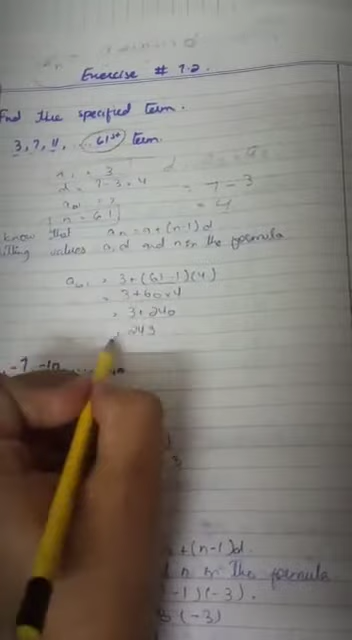 Exercise # 7.2.
Find the specified term.
3, 7, 11, ... 61st term.
a₁ = 3
d = 7-3 = 4
= 7 - 3
= 4
n = 61
know that aₙ = a + (n-1)d
values a, d and n in the formula
a₆₁ = 3+(61-1)(4)
= 3+60×4
= 3+240
= 243
-7, -10
+(n-1)d
n in the formula
-1)(-3).
(-3)